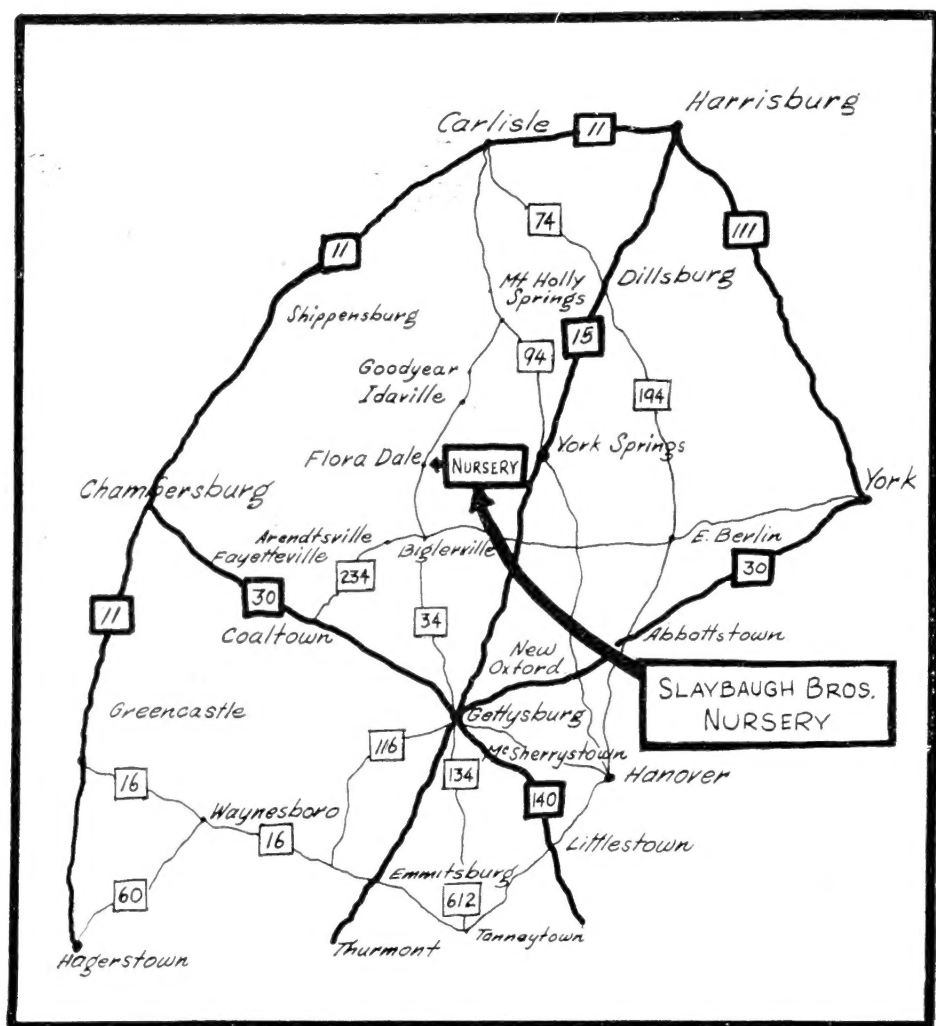 Harrisburg
Carlisle
11
74
111
11
Mt Holly
Springs
Dillsburg
Shippensburg
15
94
Goodyear
Idaville
194
Flora Dale
NURSERY
York Springs
Chambersburg
York
Arendtsville
Fayetteville
Biglerville
E. Berlin
234
30
30
11
34
Coaltown
Abbottstown
New
Oxford
SLAYBAUGH BROS.
NURSERY
Greencastle
Gettysburg
116
McSherrystown
134
Hanover
16
140
Waynesboro
16
Littlestown
Emmitsburg
60
612
Tanneytown
Thurmont
Hagerstown